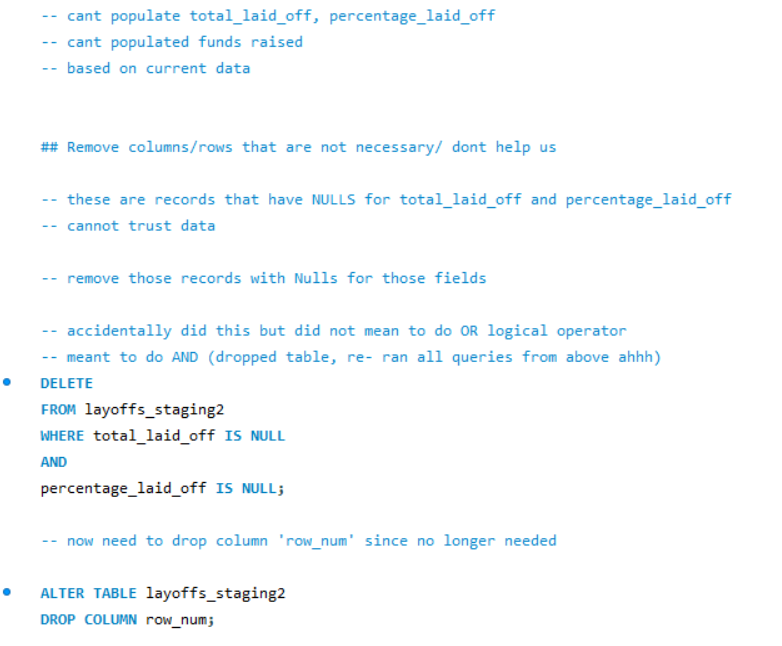 -- cant populate total_laid_off, percentage_laid_off
-- cant populated funds raised
-- based on current data
## Remove columns/rows that are not necessary/ dont help us
-- these are records that have NULLS for total_laid_off and percentage_laid_off
-- cannot trust data
-- remove those records with Nulls for those fields
-- accidentally did this but did not mean to do OR logical operator
-- meant to do AND (dropped table, re- ran all queries from above ahhh)
DELETE
FROM layoffs_staging2
WHERE total_laid_off IS NULL
AND
percentage_laid_off IS NULL;
-- now need to drop column 'row_num' since no longer needed
ALTER TABLE layoffs_staging2
DROP COLUMN row_num;